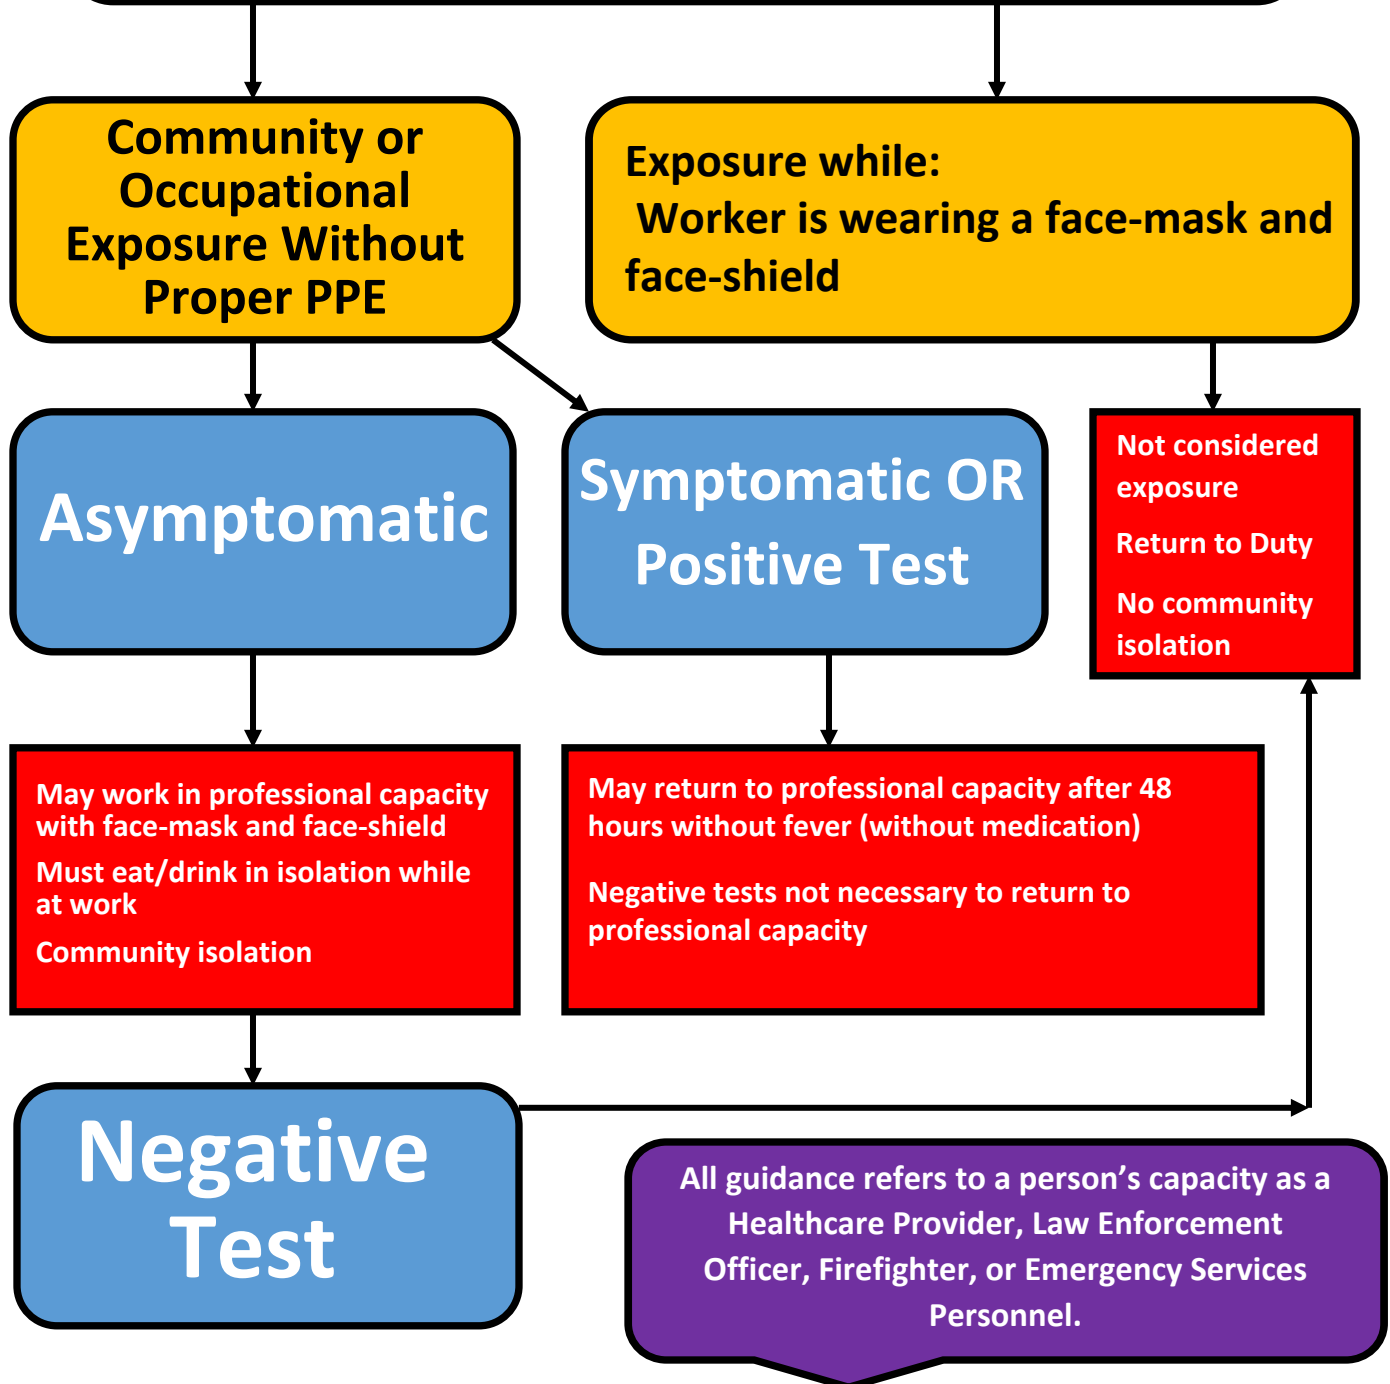 Community or
Occupational
Exposure Without
Proper PPE
Exposure while:
Worker is wearing a face-mask and
face-shield
Asymptomatic
Symptomatic OR
Positive Test
Not considered
exposure
Return to Duty
No community
isolation
May work in professional capacity
with face-mask and face-shield
Must eat/drink in isolation while
at work
Community isolation
May return to professional capacity after 48
hours without fever (without medication)
Negative tests not necessary to return to
professional capacity
Negative
Test
All guidance refers to a person’s capacity as a
Healthcare Provider, Law Enforcement
Officer, Firefighter, or Emergency Services
Personnel.